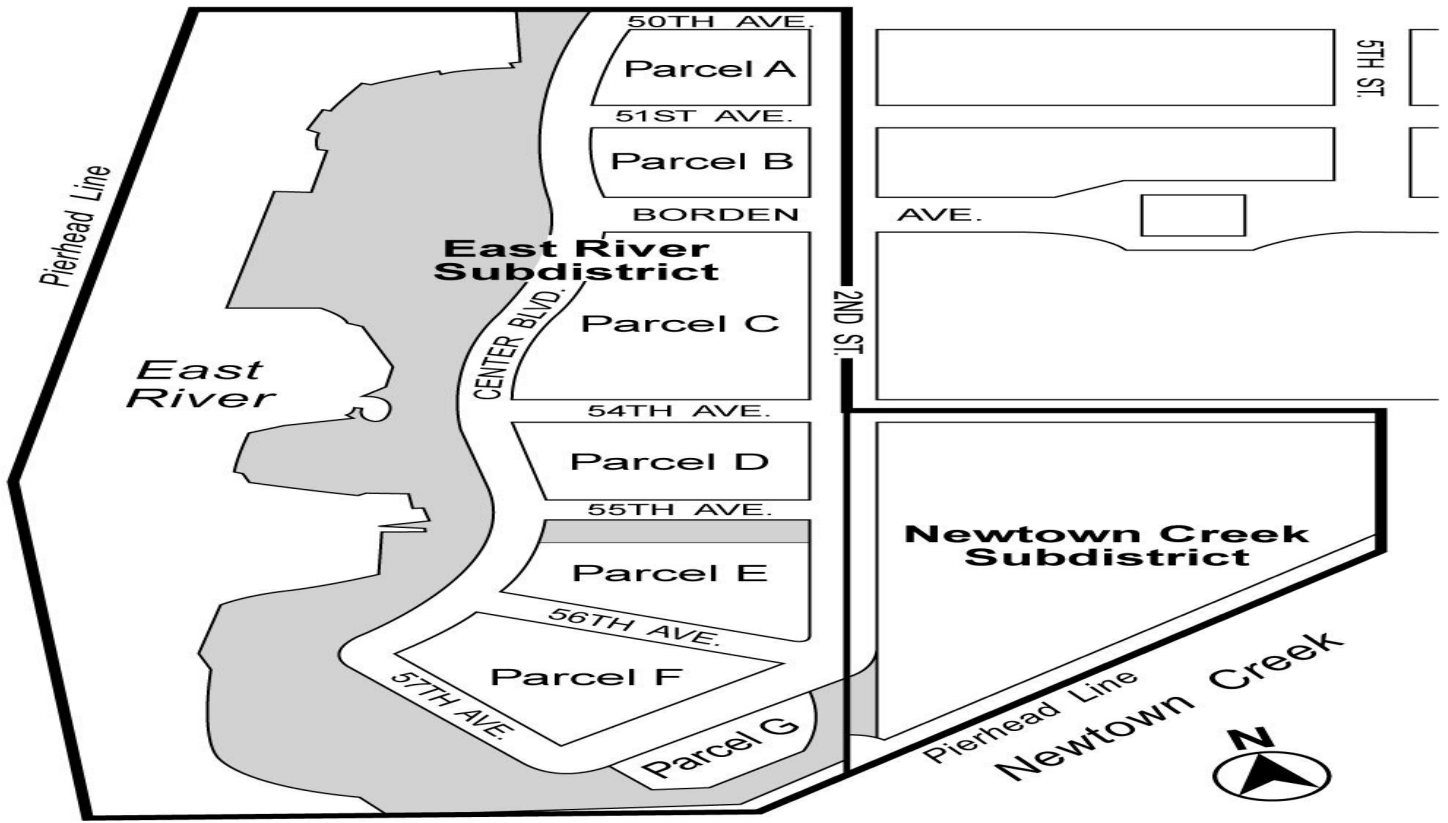 50TH AVE.
Parcel A
5TH ST.
51ST AVE.
Parcel B
Pierhead Line
BORDEN AVE.
East River
Subdistrict
CENTER BLVD.
Parcel C
2ND ST.
East
River
54TH AVE.
Parcel D
55TH AVE.
Newtown Creek
Subdistrict
Parcel E
56TH AVE.
Parcel F
57TH AVE.
Parcel G
Pierhead Line
Newtown Creek
N